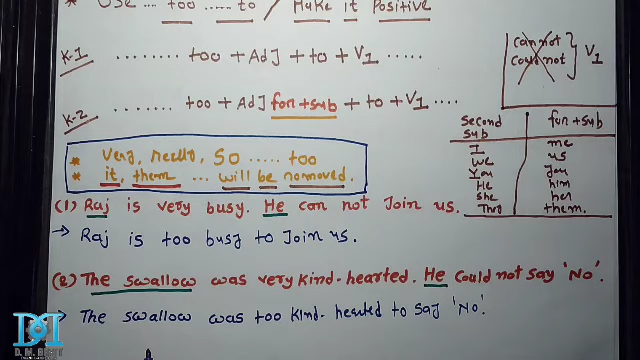 * Use .... too ..... to / Make it Positive
K-1 ........ too + Adj + to + V1 .....
K-2 ........ too + Adj for + sub + to + V1 ....
can not
could not
V1
* Very, reelly, so ..... too
* it, them ... will be removed.
Second sub
for + sub
I me
we us
You you
He him
She her
They them.
(1) Raj is very busy. He can not Join us.
→ Raj is too busy to Join us.
(2) The swallow was very kind-hearted. He could not say 'No'.
→ The swallow was too kind-hearted to say 'No'.
DM